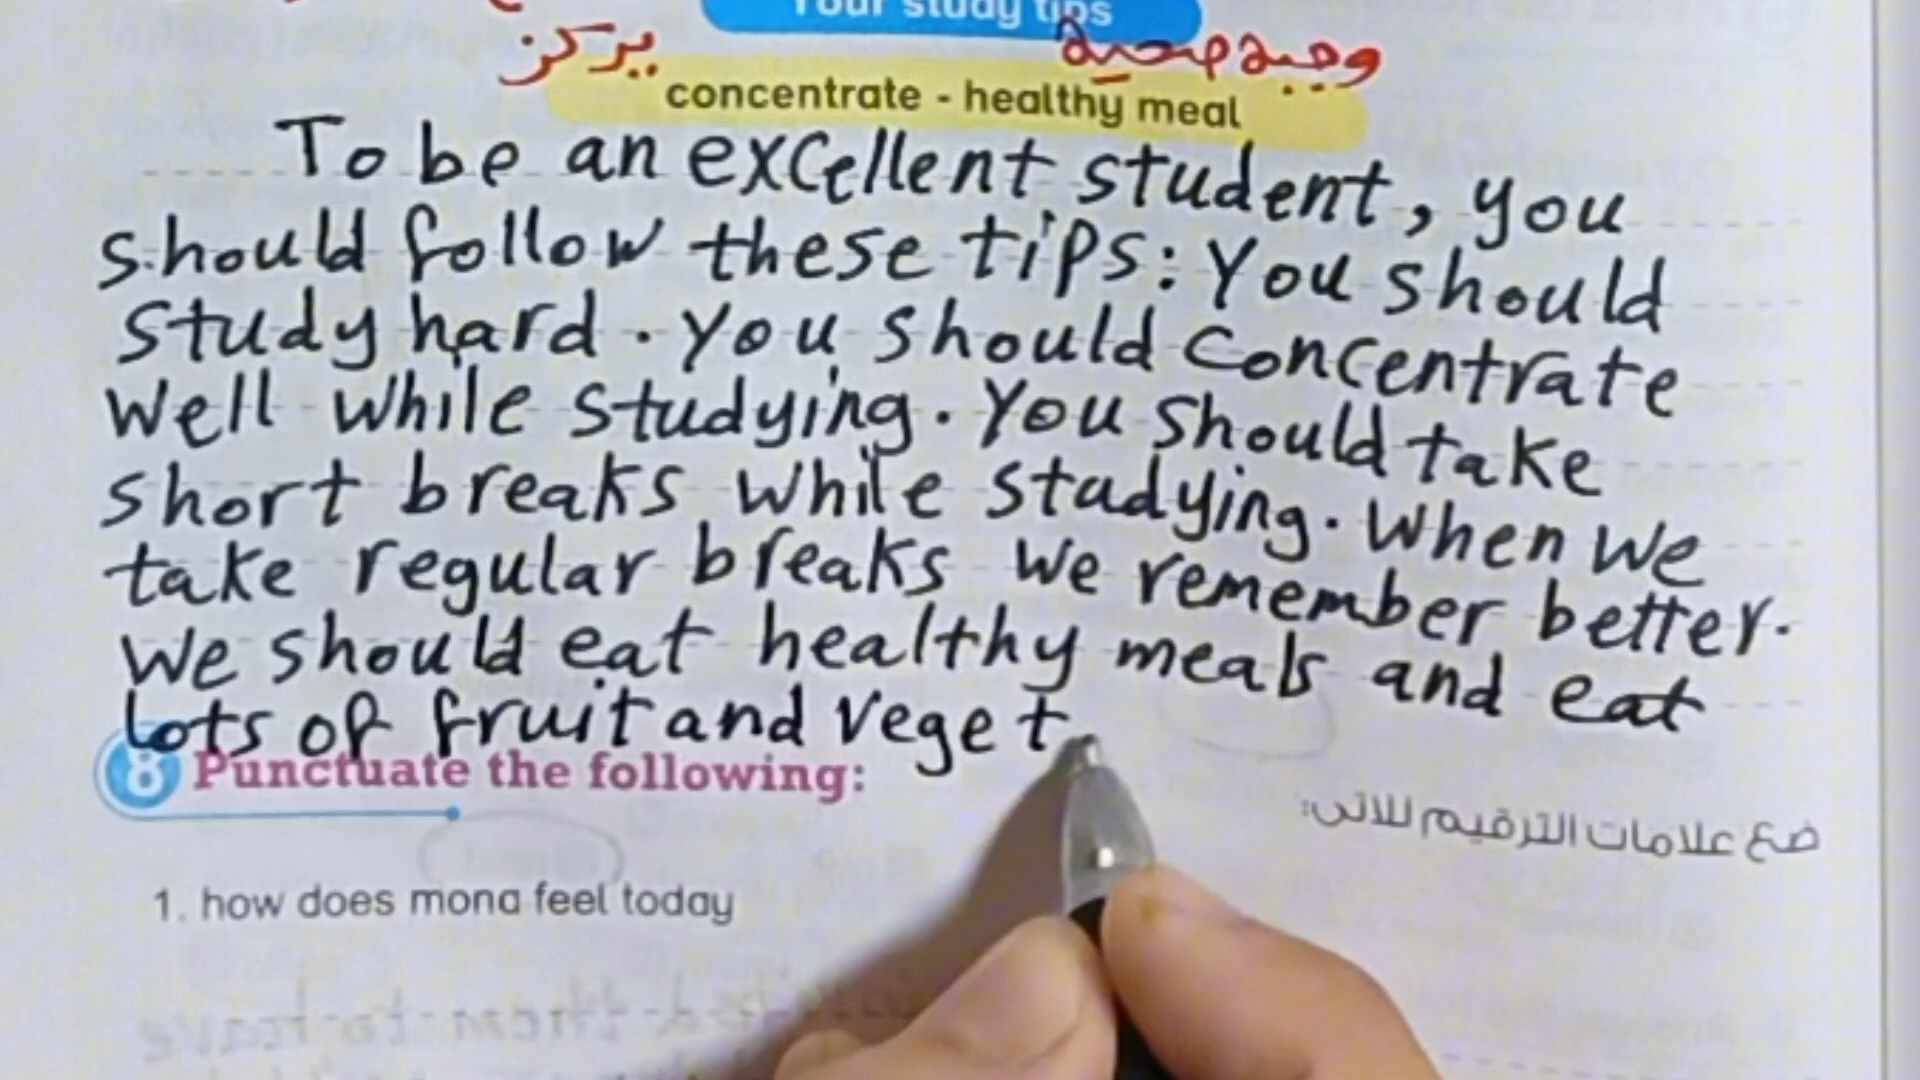 Your study tips
يركز
وجبة صحية
concentrate - healthy meal
To be an excellent student, you
should follow these tips: You should
study hard. You should concentrate
well while studying. You should take
short breaks while studying. When we
take regular breaks we remember better.
We should eat healthy meals and eat
lots of fruit and veget
8 Punctuate the following:
ضع علامات الترقيم للاتى:
1. how does mona feel today